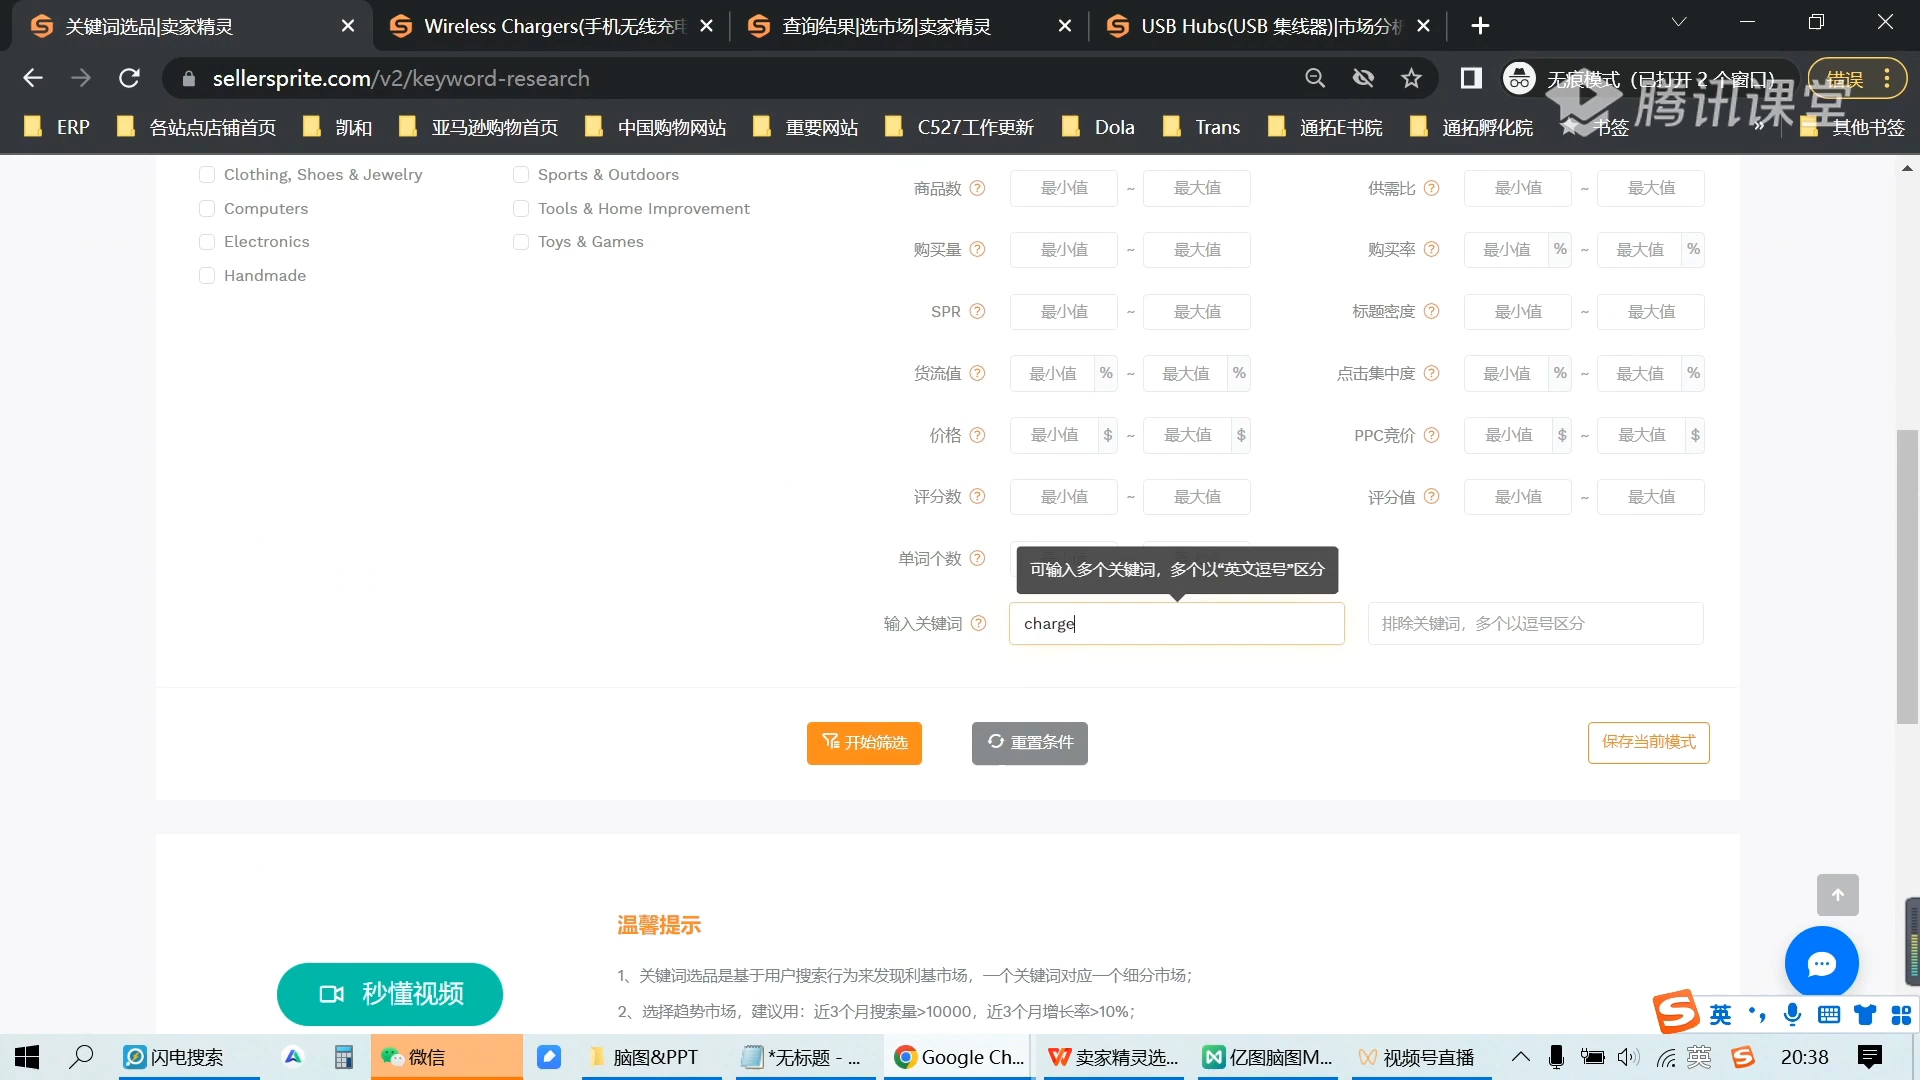 关键词选品|卖家精灵
Wireless Chargers(手机无线充电
查询结果|选市场|卖家精灵
USB Hubs(USB 集线器)|市场分析
sellersprite.com/v2/keyword-research
无痕模式（已打开 2 个窗口）
错误
腾讯课堂
ERP
各站点店铺首页
凯和
亚马逊购物首页
中国购物网站
重要网站
C527工作更新
Dola
Trans
通拓E书院
通拓孵化院
书签
»
其他书签
Clothing, Shoes & Jewelry
Sports & Outdoors
Computers
Tools & Home Improvement
Electronics
Toys & Games
Handmade
商品数 ? 最小值 ~ 最大值
供需比 ? 最小值 ~ 最大值
购买量 ? 最小值 ~ 最大值
购买率 ? 最小值 % ~ 最大值 %
SPR ? 最小值 ~ 最大值
标题密度 ? 最小值 ~ 最大值
货流值 ? 最小值 % ~ 最大值 %
点击集中度 ? 最小值 % ~ 最大值 %
价格 ? 最小值 $ ~ 最大值 $
PPC竞价 ? 最小值 $ ~ 最大值 $
评分数 ? 最小值 ~ 最大值
评分值 ? 最小值 ~ 最大值
单词个数 ?
可输入多个关键词，多个以“英文逗号”区分
输入关键词 ? charge
排除关键词，多个以逗号区分
开始筛选
重置条件
保存当前模式
温馨提示
秒懂视频
1、关键词选品是基于用户搜索行为来发现利基市场，一个关键词对应一个细分市场；
2、选择趋势市场，建议用：近3个月搜索量>10000，近3个月增长率>10%；
英
闪电搜索
微信
脑图&PPT
*无标题 - ...
Google Ch...
卖家精灵选...
亿图脑图M...
视频号直播
英
20:38